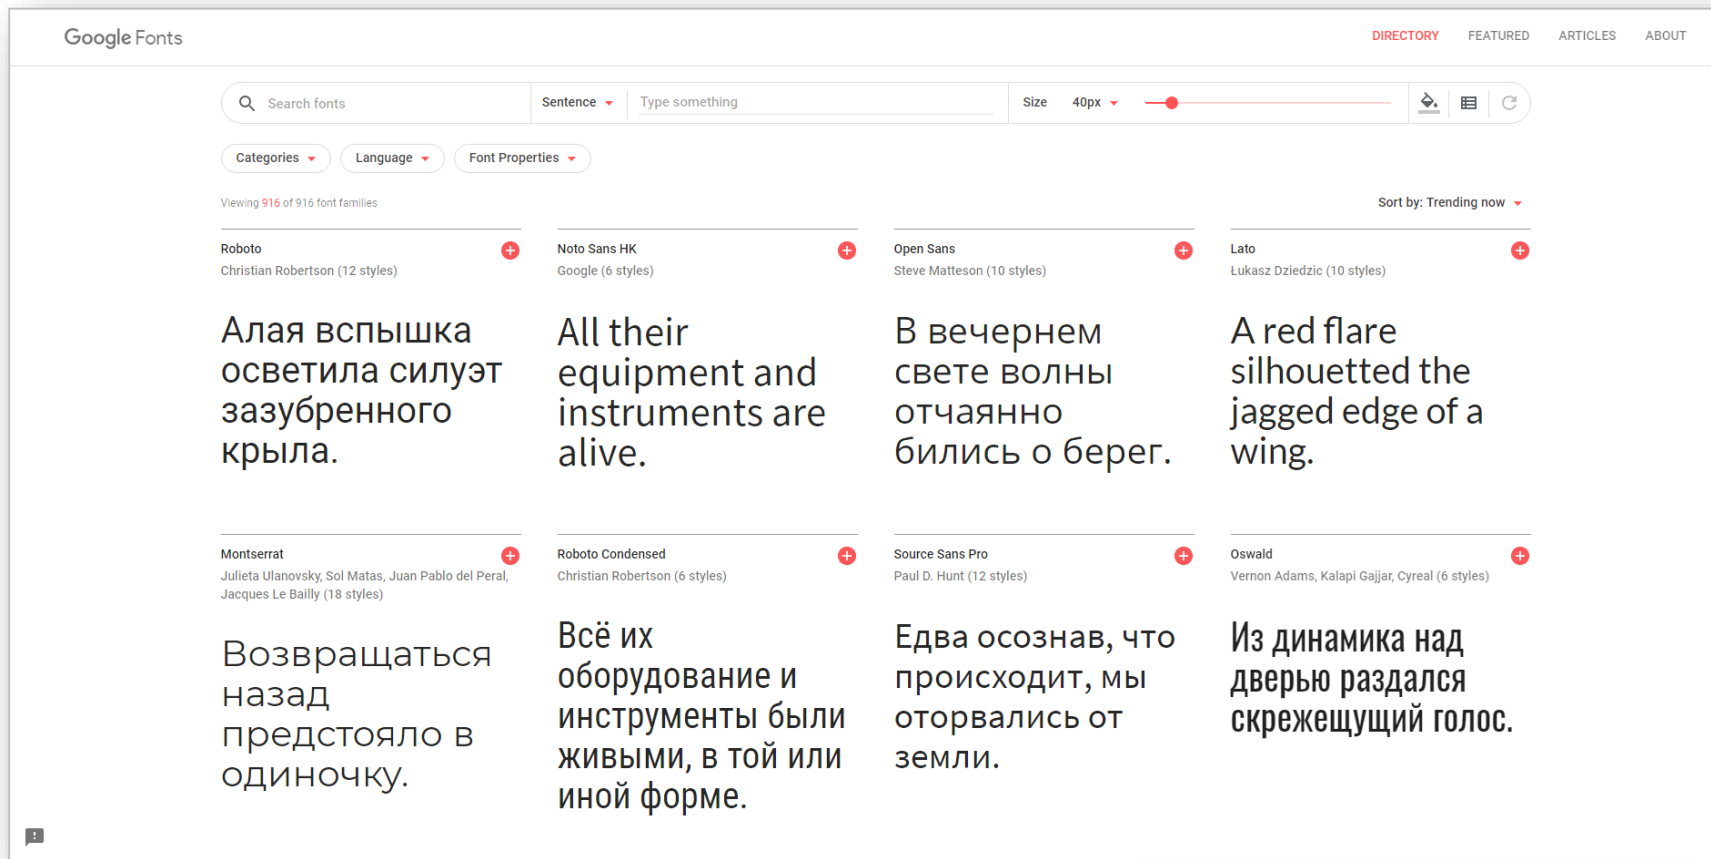 Google Fonts
DIRECTORY
FEATURED
ARTICLES
ABOUT
Search fonts
Sentence
Type something
Size
40px
Categories
Language
Font Properties
Viewing 916 of 916 font families
Sort by: Trending now
Roboto
Christian Robertson (12 styles)
Алая вспышка
осветила силуэт
зазубренного
крыла.
Noto Sans HK
Google (6 styles)
All their
equipment and
instruments are
alive.
Open Sans
Steve Matteson (10 styles)
В вечернем
свете волны
отчаянно
бились о берег.
Lato
Łukasz Dziedzic (10 styles)
A red flare
silhouetted the
jagged edge of a
wing.
Montserrat
Julieta Ulanovsky, Sol Matas, Juan Pablo del Peral,
Jacques Le Bailly (18 styles)
Возвращаться
назад
предстояло в
одиночку.
Roboto Condensed
Christian Robertson (6 styles)
Всё их
оборудование и
инструменты были
живыми, в той или
иной форме.
Source Sans Pro
Paul D. Hunt (12 styles)
Едва осознав, что
происходит, мы
оторвались от
земли.
Oswald
Vernon Adams, Kalapi Gajjar, Cyreal (6 styles)
Из динамика над
дверью раздался
скрежещущий голос.